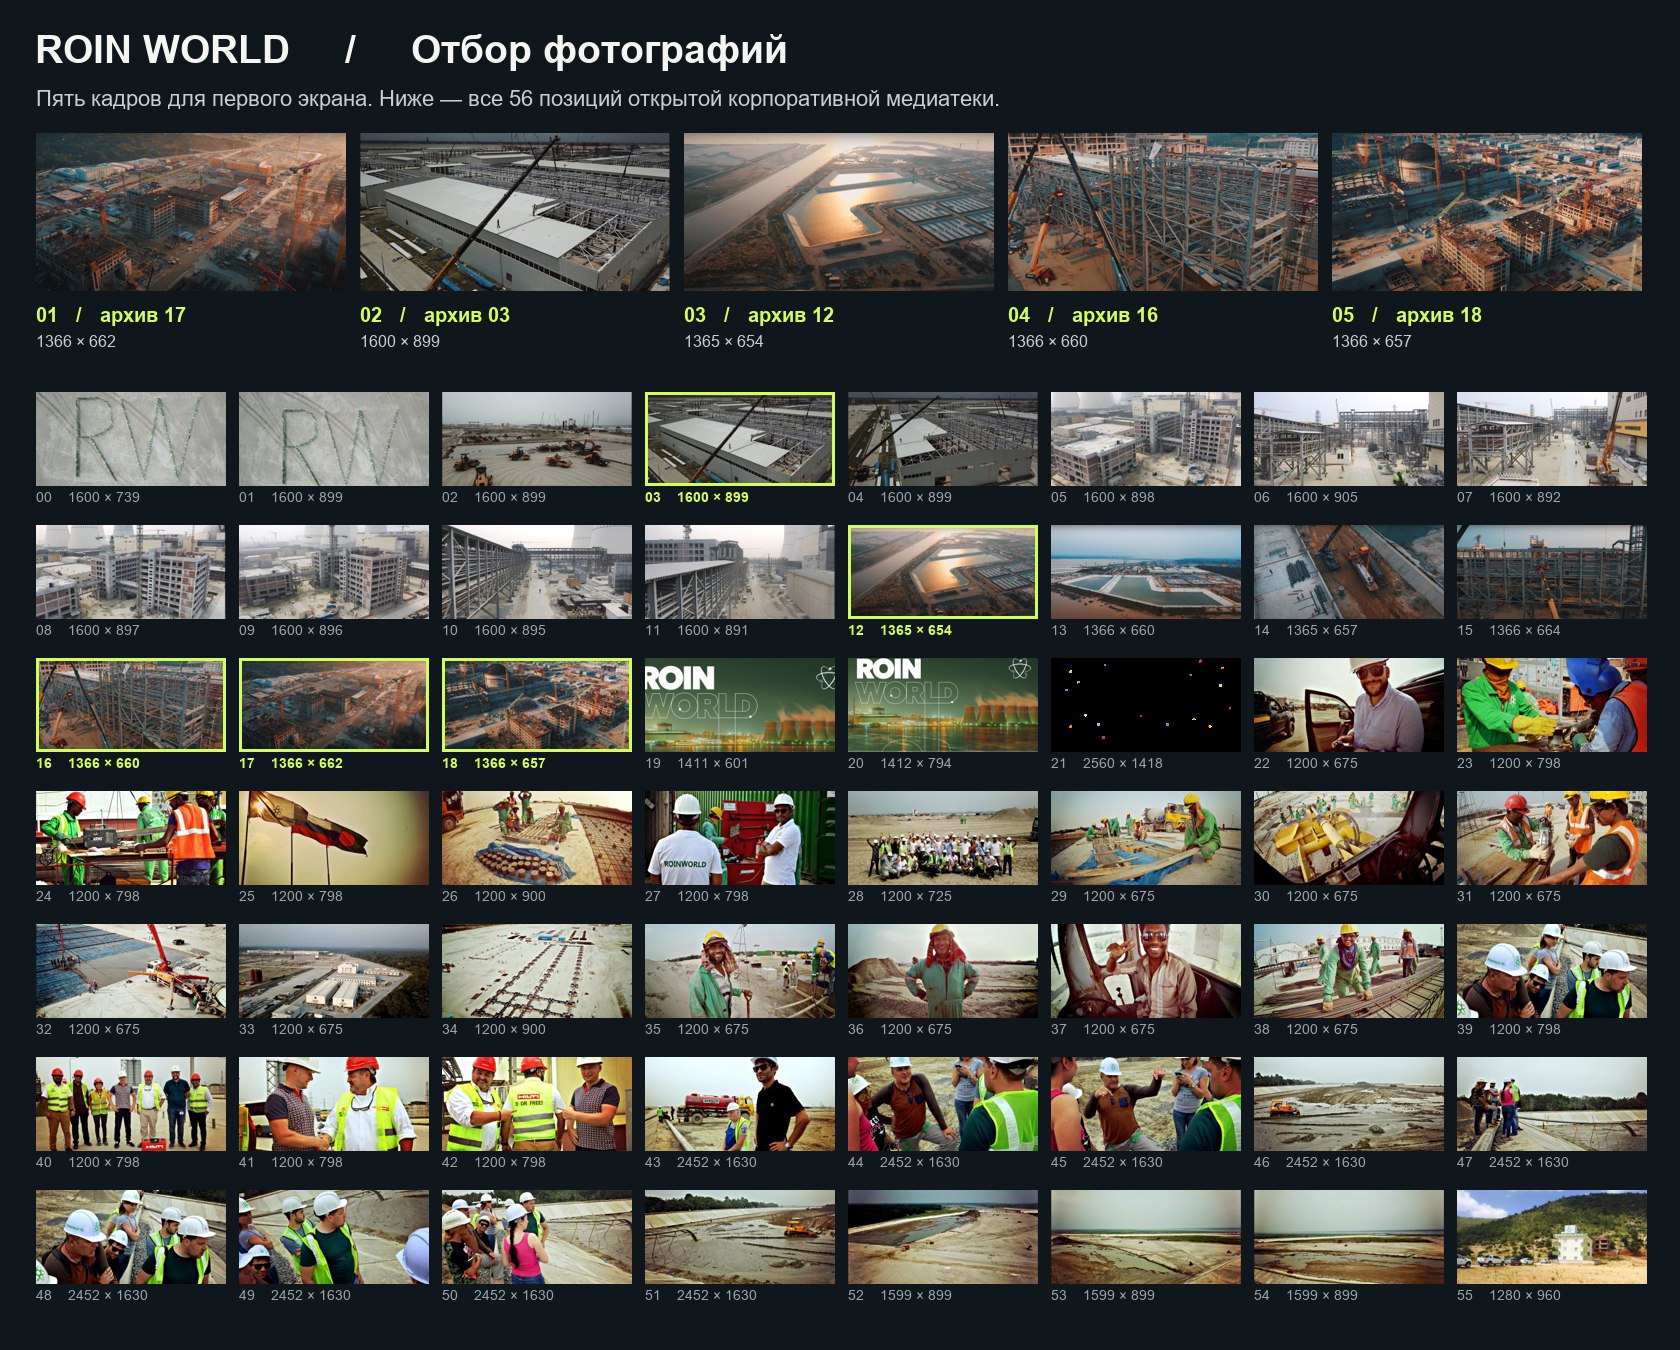 ROIN WORLD / Отбор фотографий
Пять кадров для первого экрана. Ниже — все 56 позиций открытой корпоративной медиатеки.
01 / архив 17
02 / архив 03
03 / архив 12
04 / архив 16
05 / архив 18
1366 × 662
1600 × 899
1365 × 654
1366 × 660
1366 × 657
RW
RW
00 1600 × 739
01 1600 × 899
02 1600 × 899
03 1600 × 899
04 1600 × 899
05 1600 × 898
06 1600 × 905
07 1600 × 892
08 1600 × 897
09 1600 × 896
10 1600 × 895
11 1600 × 891
12 1365 × 654
13 1366 × 660
14 1365 × 657
15 1366 × 664
ROIN
WORLD
ROIN
WORLD
16 1366 × 660
17 1366 × 662
18 1366 × 657
19 1411 × 601
20 1412 × 794
21 2560 × 1418
22 1200 × 675
23 1200 × 798
ROINWORLD
24 1200 × 798
25 1200 × 798
26 1200 × 900
27 1200 × 798
28 1200 × 725
29 1200 × 675
30 1200 × 675
31 1200 × 675
32 1200 × 675
33 1200 × 675
34 1200 × 900
35 1200 × 675
36 1200 × 675
37 1200 × 675
38 1200 × 675
39 1200 × 798
HILTI
HILTI
3 OR FREE!
40 1200 × 798
41 1200 × 798
42 1200 × 798
43 2452 × 1630
44 2452 × 1630
45 2452 × 1630
46 2452 × 1630
47 2452 × 1630
48 2452 × 1630
49 2452 × 1630
50 2452 × 1630
51 2452 × 1630
52 1599 × 899
53 1599 × 899
54 1599 × 899
55 1280 × 960